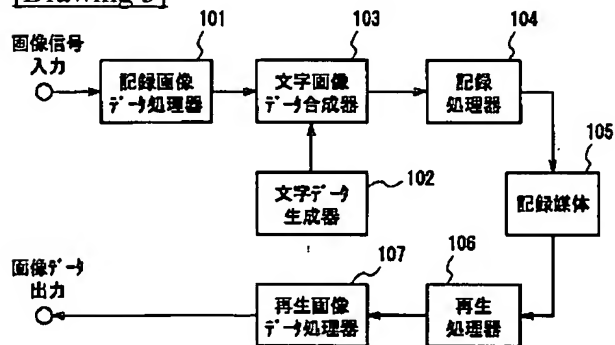 [Drawing 3]
101
103
104
画像信号
入力
記録画像
データ処理器
文字画像
データ合成器
記録
処理器
105
文字データ
生成器
102
記録媒体
画像データ
出力
107
106
再生画像
データ処理器
再生
処理器